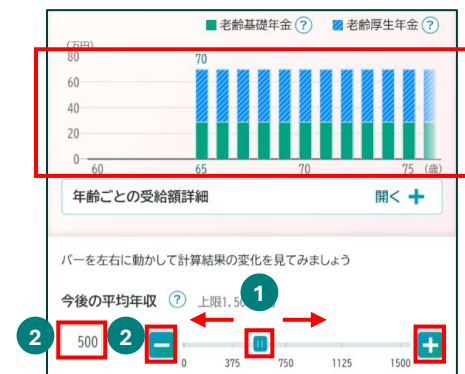 老齢基礎年金 ? 老齢厚生年金 ?
(万円)
80
70
60
40
20
0
60 65 70 75 (歳)
年齢ごとの受給額詳細 開く +
バーを左右に動かして計算結果の変化を見てみましょう
今後の平均年収 ? 上限1,50
1
2 500 2 − +
0 375 750 1125 1500